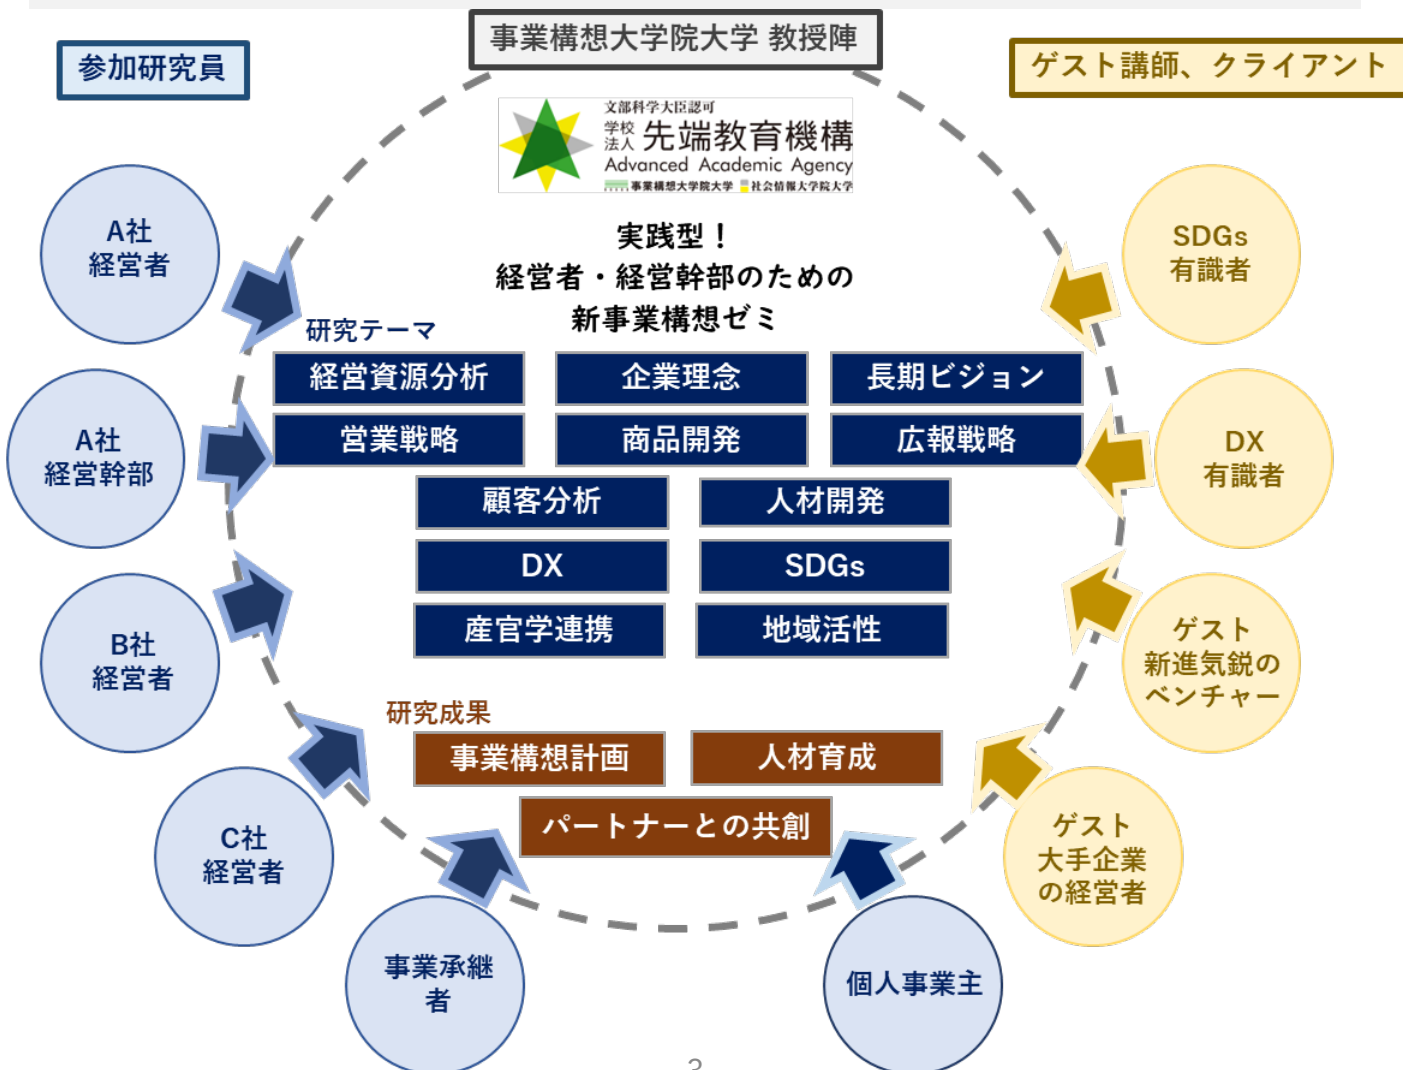 事業構想大学院大学 教授陣
参加研究員
ゲスト講師、クライアント
文部科学大臣認可
学校法人 先端教育機構
Advanced Academic Agency
事業構想大学院大学 社会情報大学院大学
実践型！
経営者・経営幹部のための
新事業構想ゼミ
A社
経営者
A社
経営幹部
B社
経営者
C社
経営者
事業承継
者
個人事業主
研究テーマ
経営資源分析
企業理念
長期ビジョン
営業戦略
商品開発
広報戦略
顧客分析
人材開発
DX
SDGs
産官学連携
地域活性
研究成果
事業構想計画
人材育成
パートナーとの共創
SDGs
有識者
DX
有識者
ゲスト
新進気鋭の
ベンチャー
ゲスト
大手企業
の経営者
3